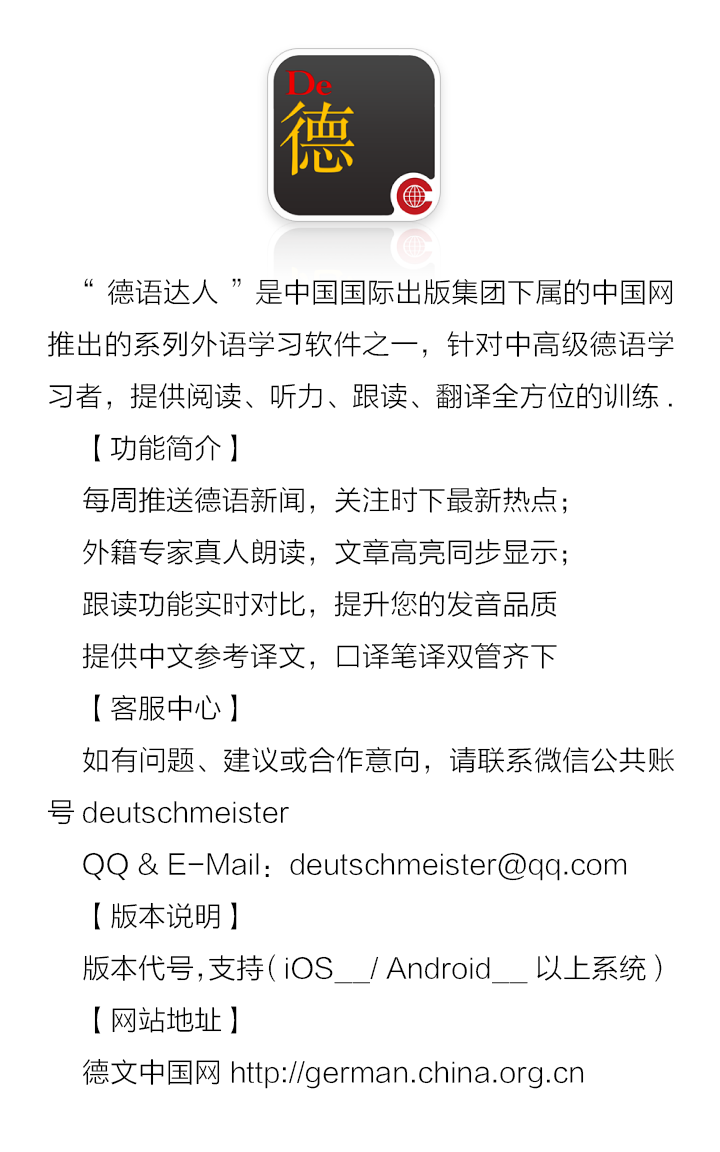 De
德
“ 德语达人 ”是中国国际出版集团下属的中国网
推出的系列外语学习软件之一，针对中高级德语学
习者，提供阅读、听力、跟读、翻译全方位的训练 .
【功能简介】
每周推送德语新闻，关注时下最新热点；
外籍专家真人朗读，文章高亮同步显示；
跟读功能实时对比，提升您的发音品质
提供中文参考译文，口译笔译双管齐下
【客服中心】
如有问题、建议或合作意向，请联系微信公共账
号 deutschmeister
QQ & E-Mail：deutschmeister@qq.com
【版本说明】
版本代号，支持（ iOS__/ Android__ 以上系统）
【网站地址】
德文中国网 http://german.china.org.cn